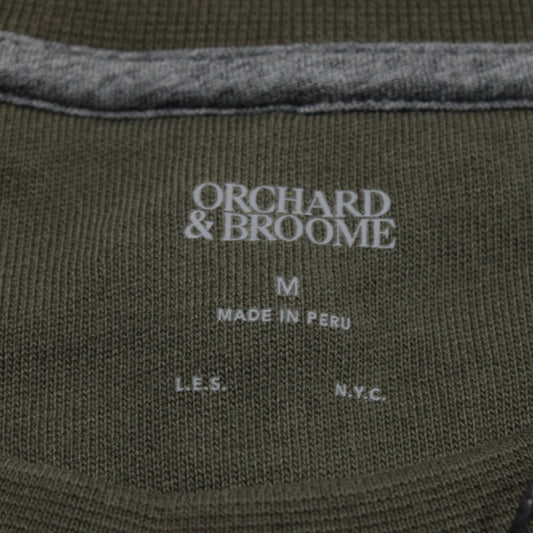 ORCHARD
& BROOME
M
MADE IN PERU
L.E.S. N.Y.C.